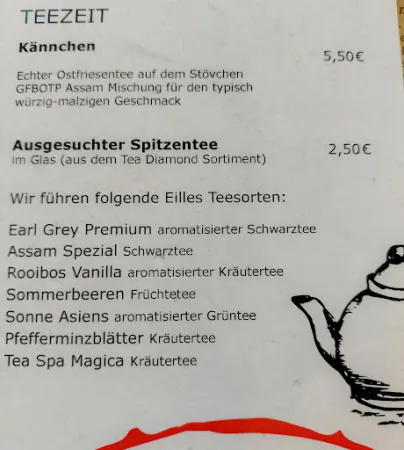 TEEZEIT
Kännchen 5,50€
Echter Ostfriesentee auf dem Stövchen
GFBOTP Assam Mischung für den typisch
würzig-malzigen Geschmack
Ausgesuchter Spitzentee 2,50€
im Glas (aus dem Tea Diamond Sortiment)
Wir führen folgende Eilles Teesorten:
Earl Grey Premium aromatisierter Schwarztee
Assam Spezial Schwarztee
Rooibos Vanilla aromatisierter Kräutertee
Sommerbeeren Früchtetee
Sonne Asiens aromatisierter Grüntee
Pfefferminzblätter Kräutertee
Tea Spa Magica Kräutertee